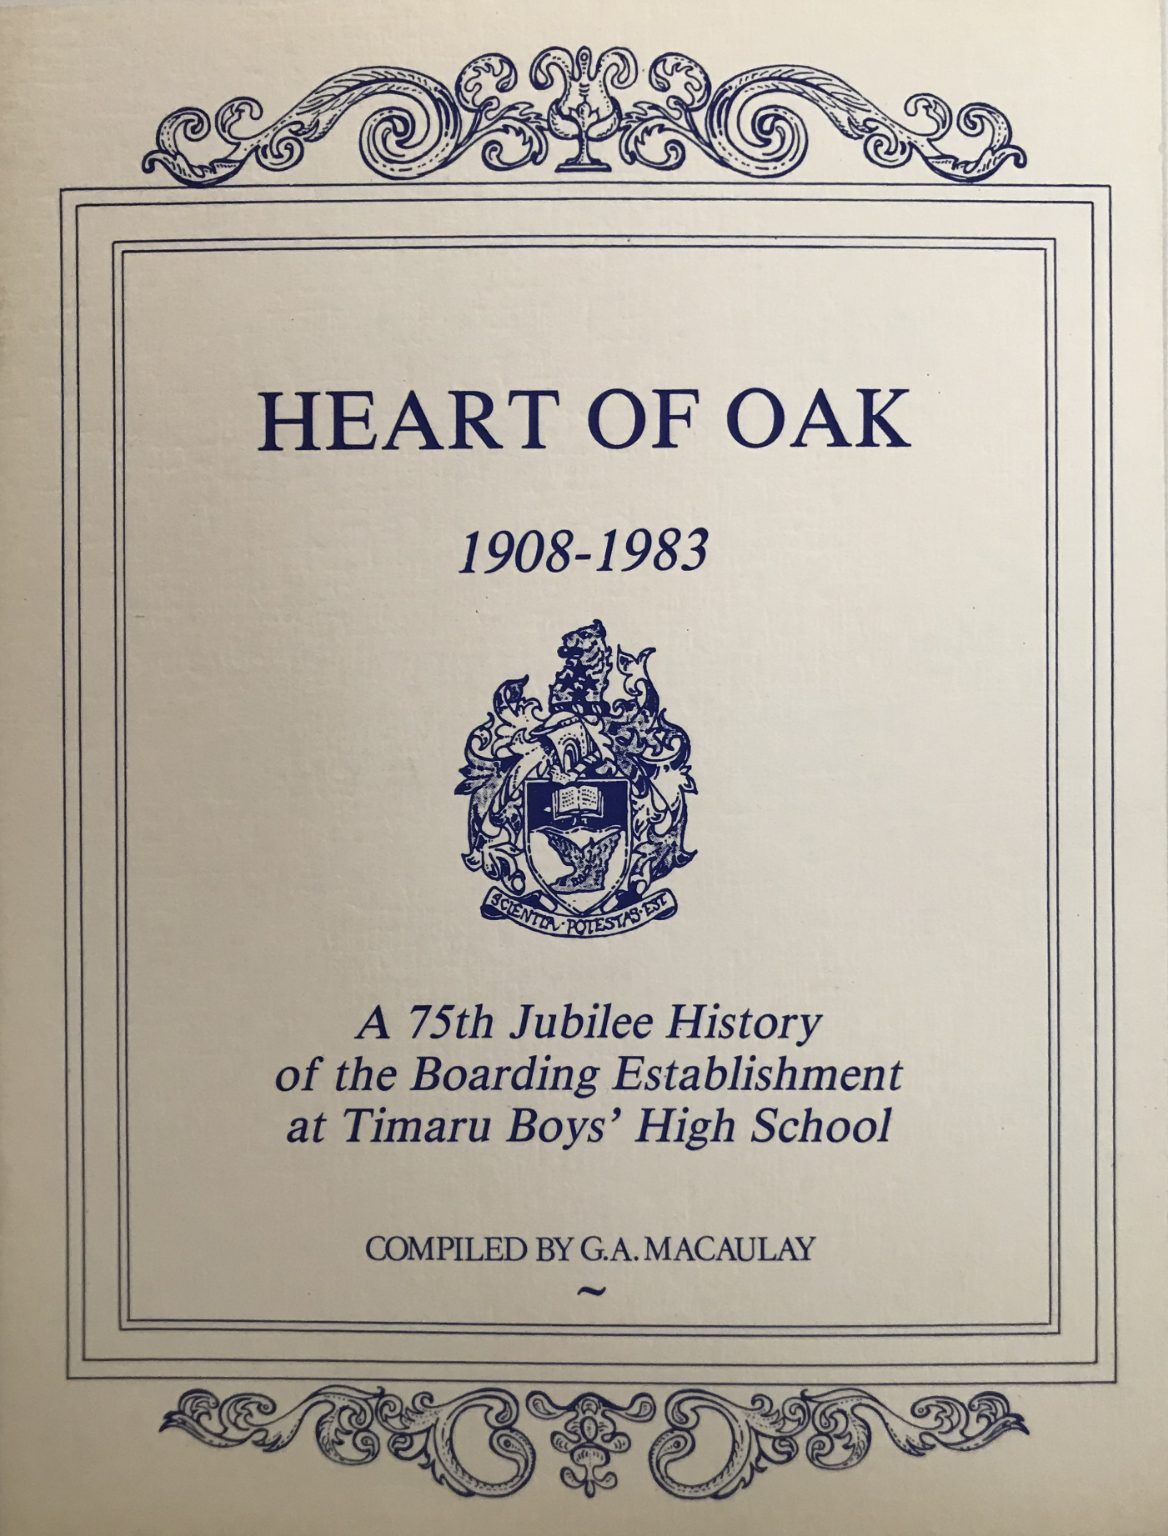 HEART OF OAK
1908-1983
SCIENTIA·POTESTAS·EST
A 75th Jubilee History
of the Boarding Establishment
at Timaru Boys' High School
COMPILED BY G.A. MACAULAY
~